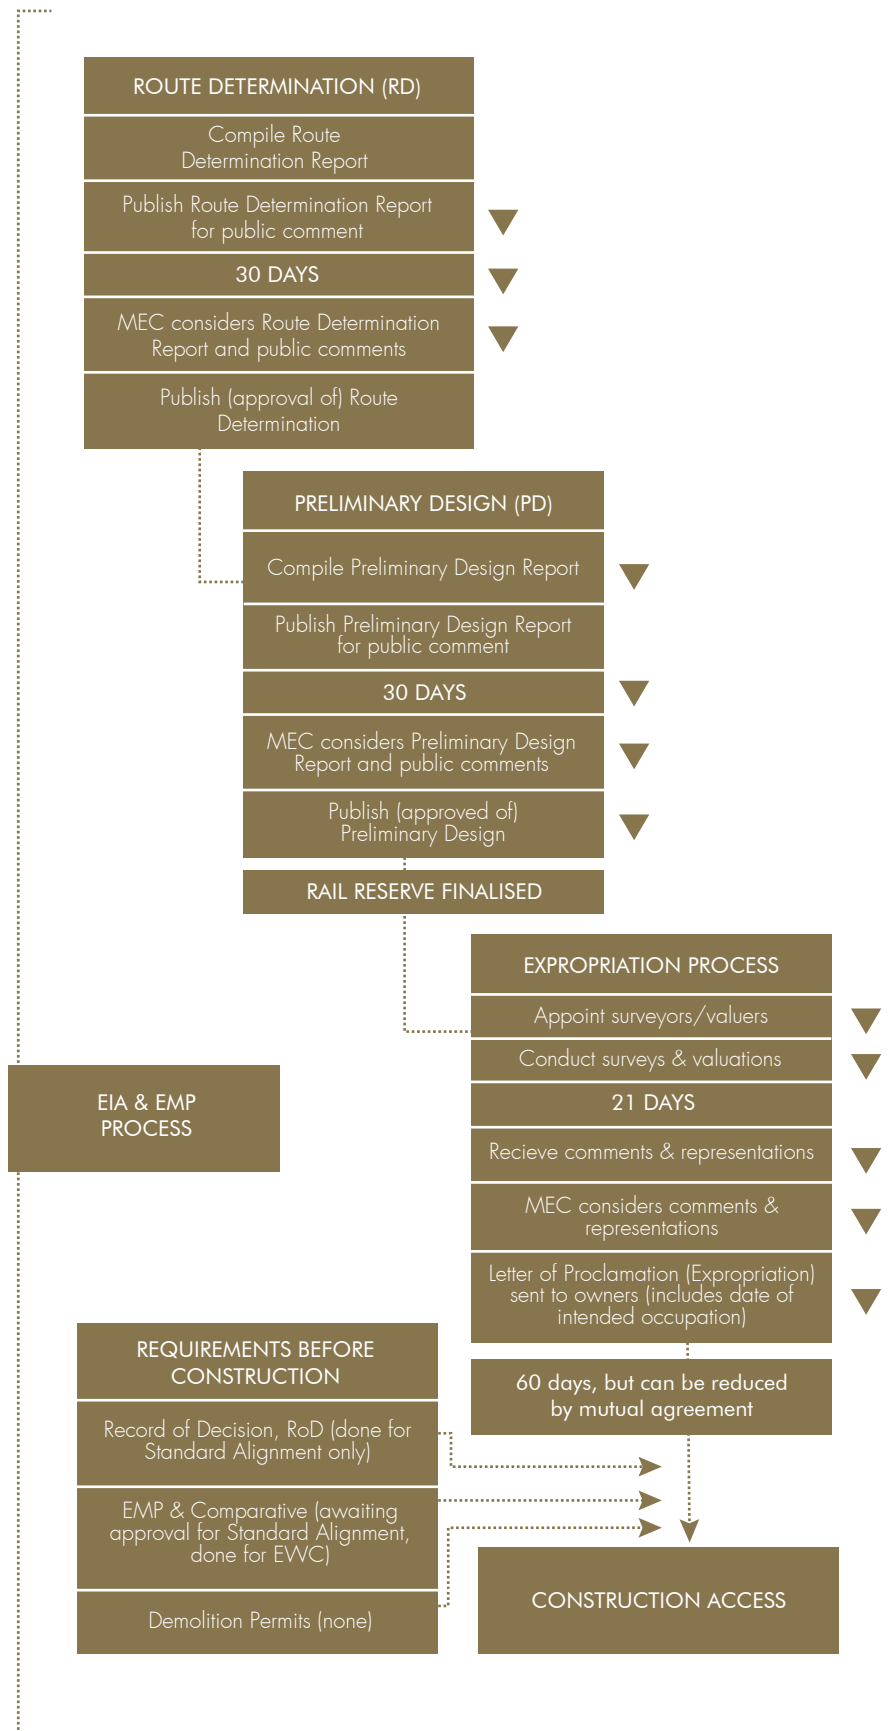 ROUTE DETERMINATION (RD)
Compile Route
Determination Report
Publish Route Determination Report
for public comment
30 DAYS
MEC considers Route Determination
Report and public comments
Publish (approval of) Route
Determination
PRELIMINARY DESIGN (PD)
Compile Preliminary Design Report
Publish Preliminary Design Report
for public comment
30 DAYS
MEC considers Preliminary Design
Report and public comments
Publish (approved of)
Preliminary Design
RAIL RESERVE FINALISED
EXPROPRIATION PROCESS
Appoint surveyors/valuers
Conduct surveys & valuations
21 DAYS
Recieve comments & representations
MEC considers comments &
representations
Letter of Proclamation (Expropriation)
sent to owners (includes date of
intended occupation)
60 days, but can be reduced
by mutual agreement
EIA & EMP
PROCESS
REQUIREMENTS BEFORE
CONSTRUCTION
Record of Decision, RoD (done for
Standard Alignment only)
EMP & Comparative (awaiting
approval for Standard Alignment,
done for EWC)
Demolition Permits (none)
CONSTRUCTION ACCESS